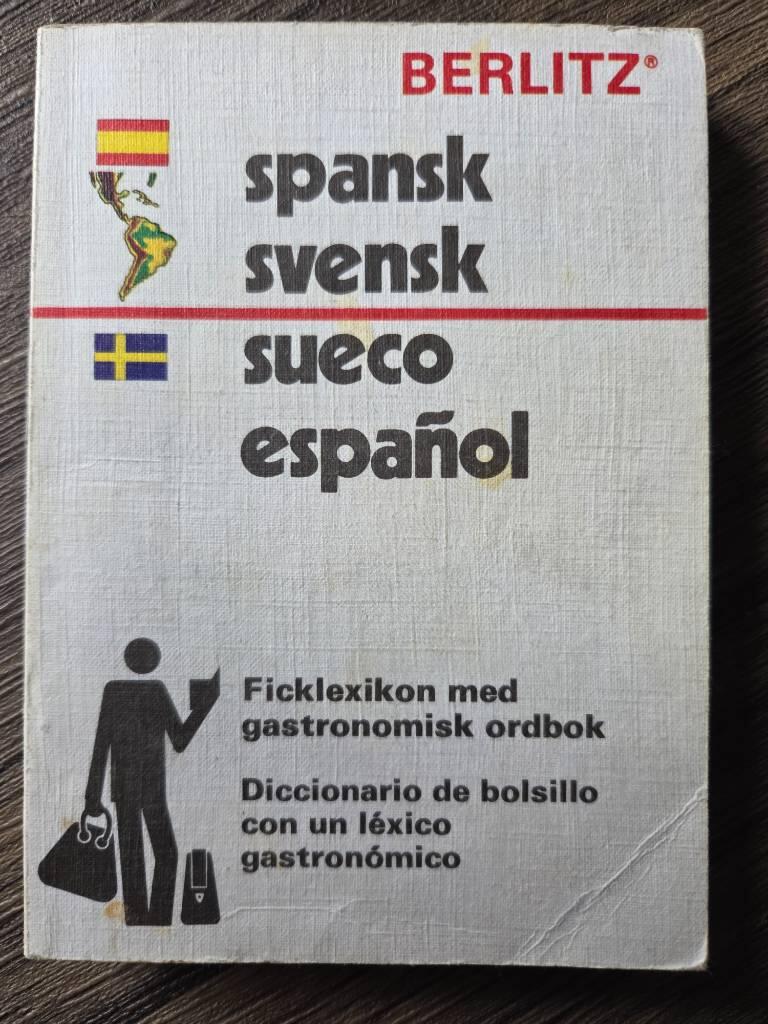 BERLITZ®
spansk
svensk
sueco
español
Ficklexikon med
gastronomisk ordbok
Diccionario de bolsillo
con un léxico
gastronómico